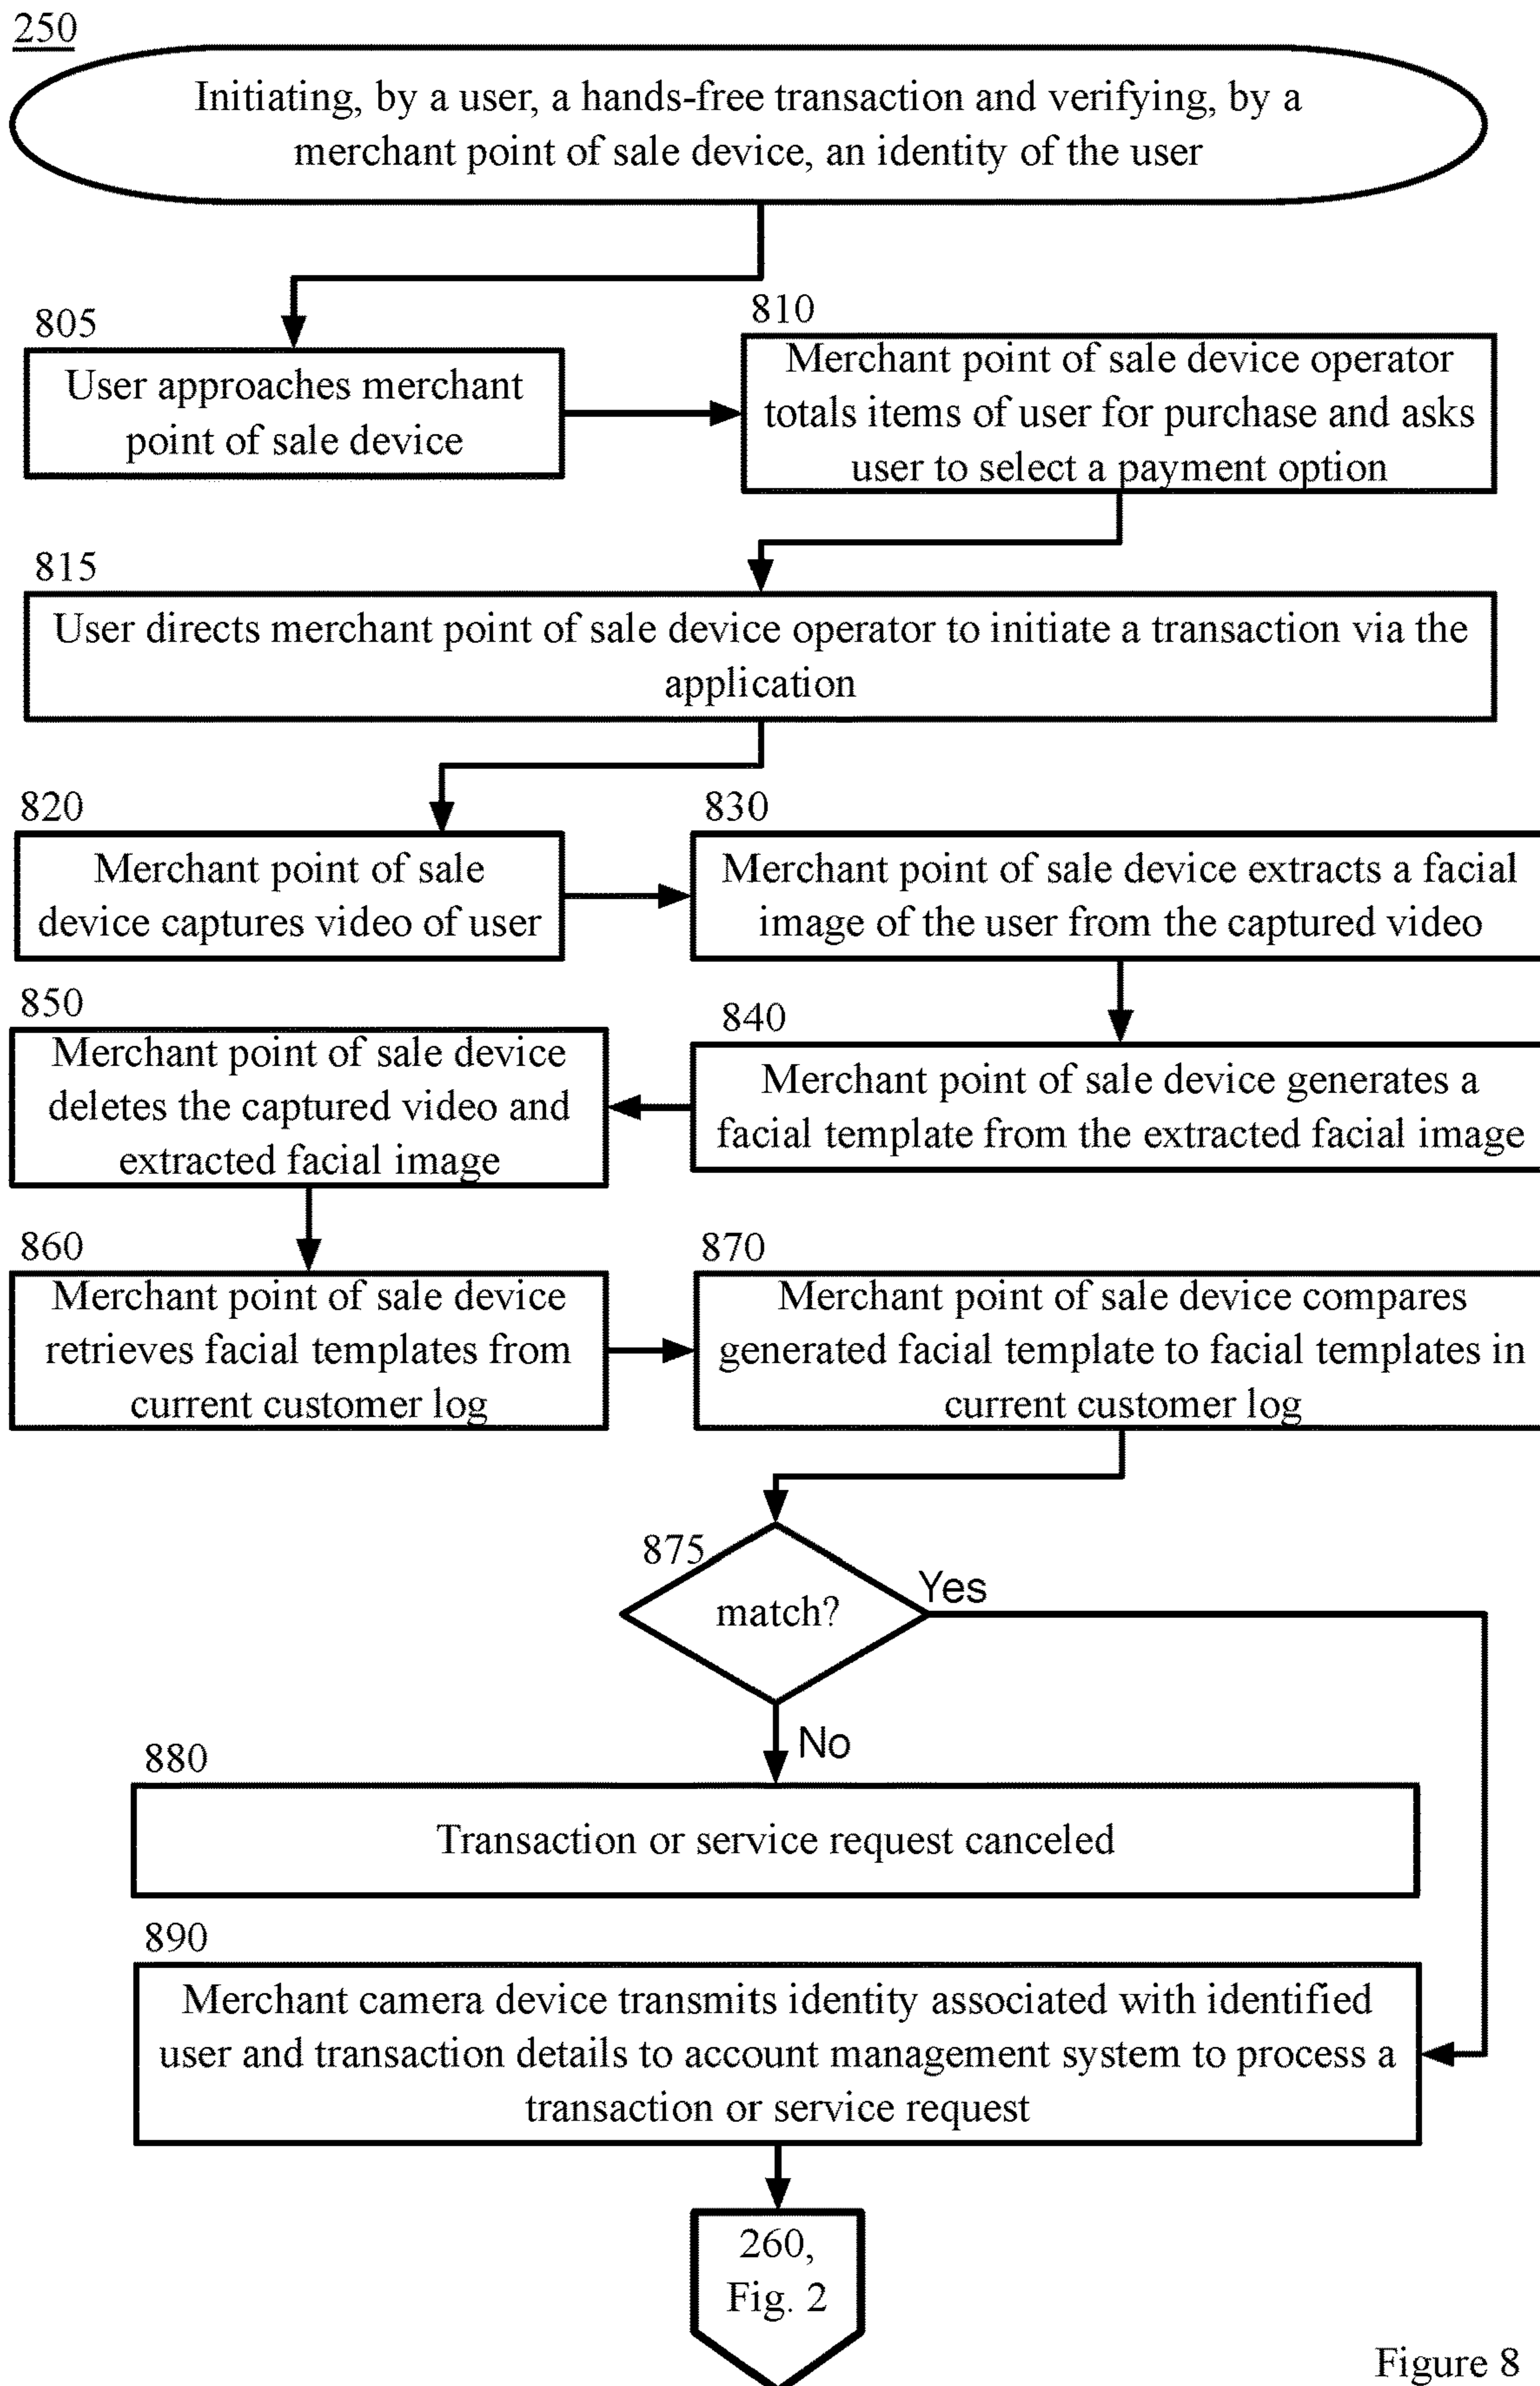 250
Initiating, by a user, a hands-free transaction and verifying, by a
merchant point of sale device, an identity of the user
805
User approaches merchant
point of sale device
810
Merchant point of sale device operator
totals items of user for purchase and asks
user to select a payment option
815
User directs merchant point of sale device operator to initiate a transaction via the
application
820
Merchant point of sale
device captures video of user
830
Merchant point of sale device extracts a facial
image of the user from the captured video
840
Merchant point of sale device generates a
facial template from the extracted facial image
850
Merchant point of sale device
deletes the captured video and
extracted facial image
860
Merchant point of sale device
retrieves facial templates from
current customer log
870
Merchant point of sale device compares
generated facial template to facial templates in
current customer log
875
match?
Yes
No
880
Transaction or service request canceled
890
Merchant camera device transmits identity associated with identified
user and transaction details to account management system to process a
transaction or service request
260,
Fig. 2
Figure 8